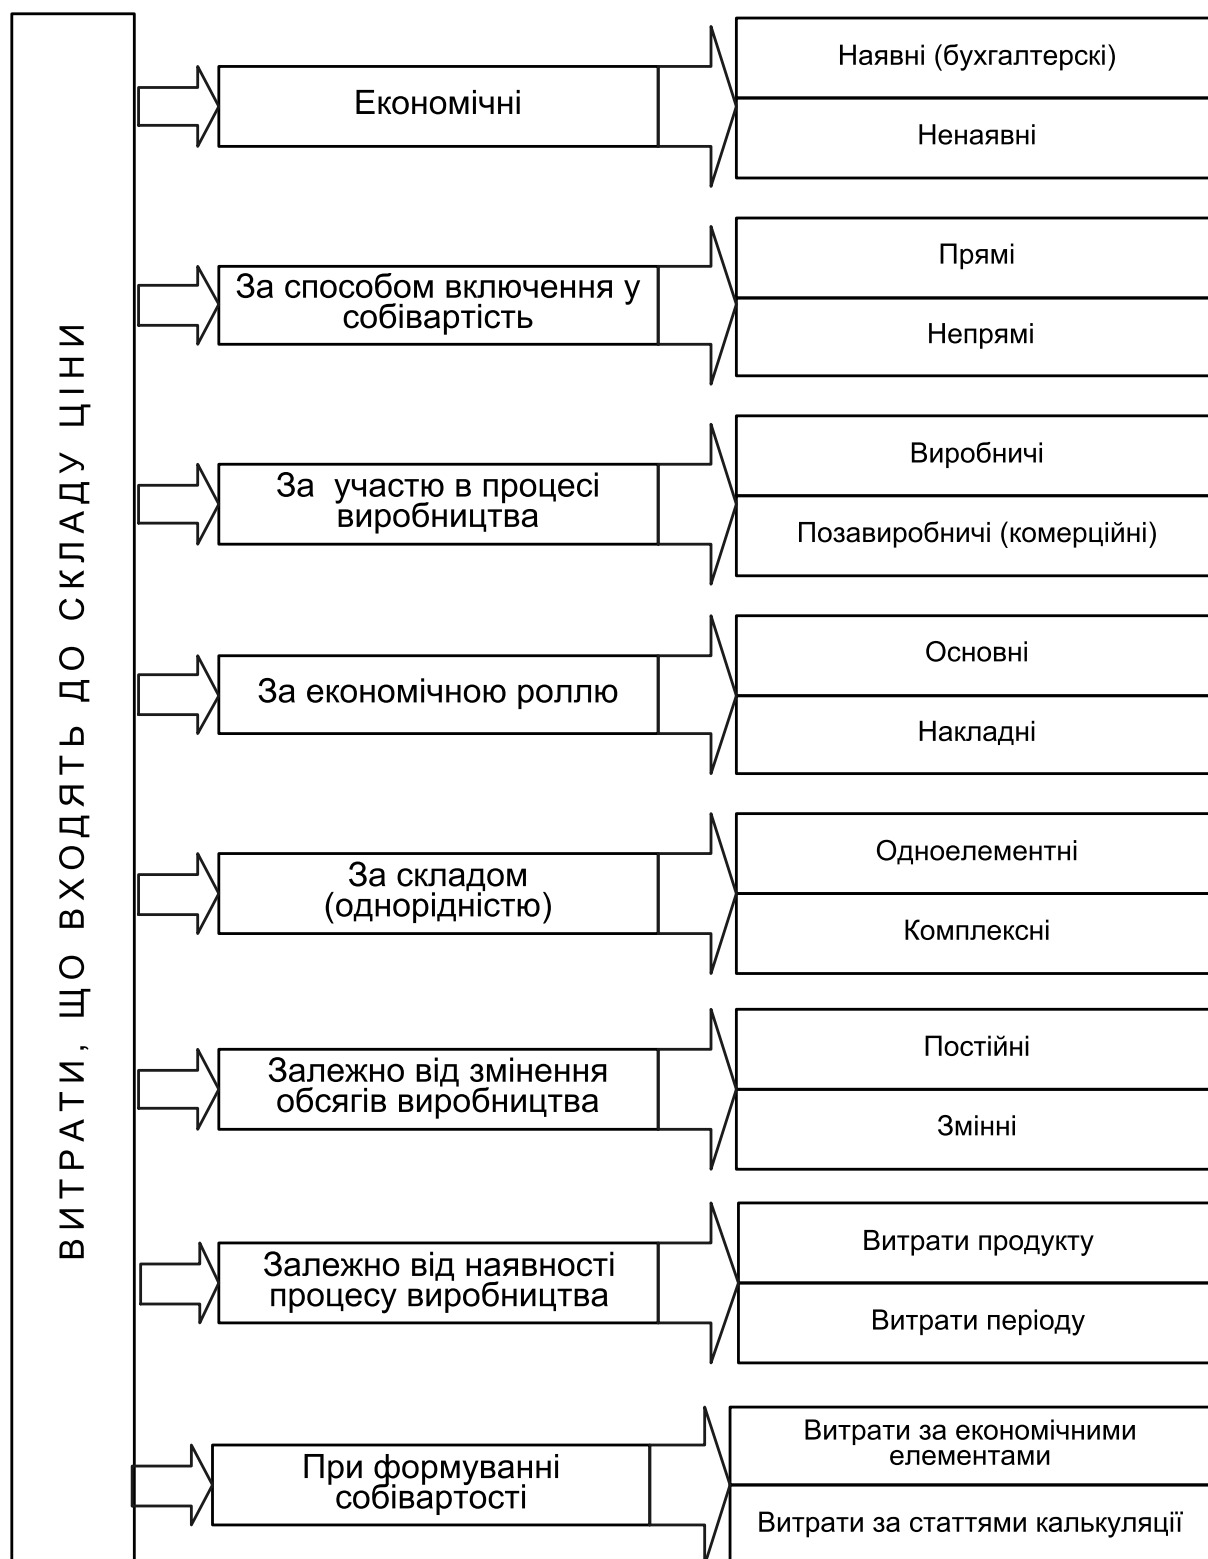 ВИТРАТИ, ЩО ВХОДЯТЬ ДО СКЛАДУ ЦІНИ
Економічні
Наявні (бухгалтерскі)
Ненаявні
За способом включення у
собівартість
Прямі
Непрямі
За участю в процесі
виробництва
Виробничі
Позавиробничі (комерційні)
За економічною роллю
Основні
Накладні
За складом
(однорідністю)
Одноелементні
Комплексні
Залежно від змінення
обсягів виробництва
Постійні
Змінні
Залежно від наявності
процесу виробництва
Витрати продукту
Витрати періоду
При формуванні
собівартості
Витрати за економічними
елементами
Витрати за статтями калькуляції